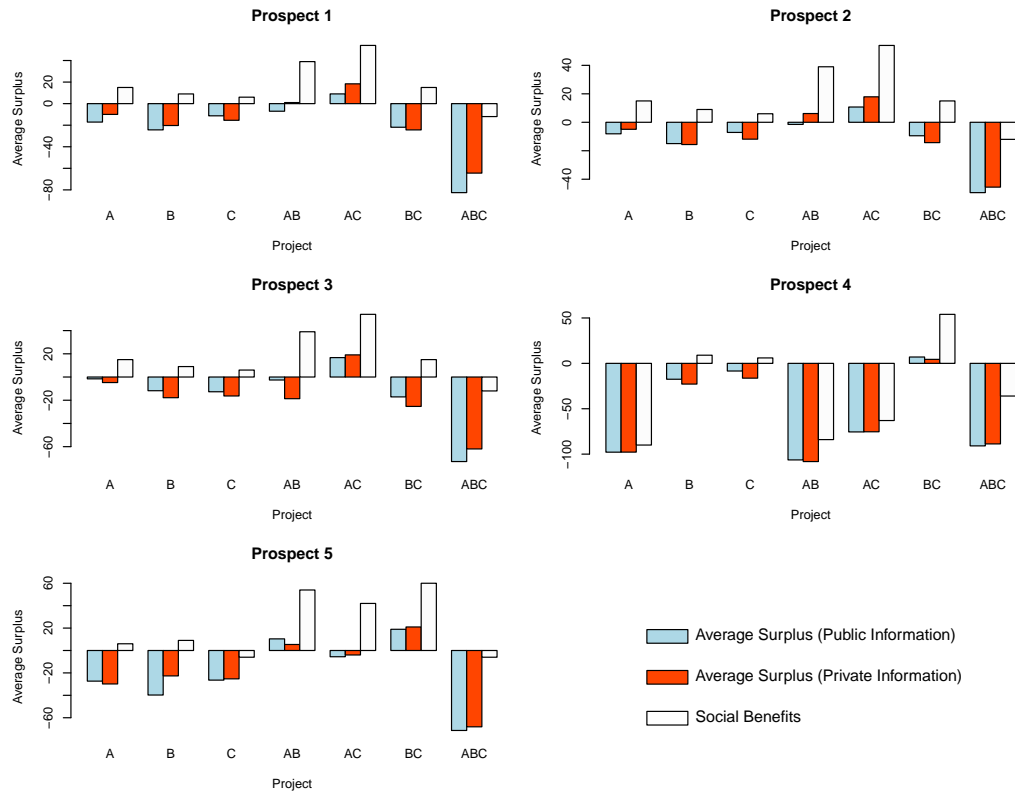 Prospect 1
Average Surplus
20
0
−40
−80
A B C AB AC BC ABC
Project
Prospect 2
Average Surplus
40
20
0
−40
A B C AB AC BC ABC
Project
Prospect 3
Average Surplus
20
−20
−60
A B C AB AC BC ABC
Project
Prospect 4
Average Surplus
50
0
−50
−100
A B C AB AC BC ABC
Project
Prospect 5
Average Surplus
60
20
−20
−60
A B C AB AC BC ABC
Project
Average Surplus (Public Information)
Average Surplus (Private Information)
Social Benefits